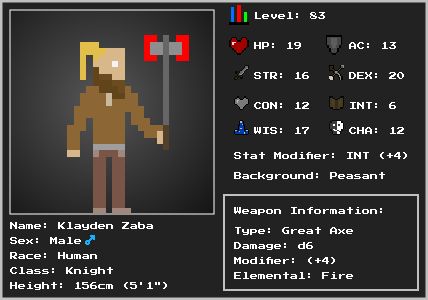 Level: 83
HP: 19 AC: 13
STR: 16 DEX: 20
CON: 12 INT: 6
WIS: 17 CHA: 12
Stat Modifier: INT (+4)
Background: Peasant
Name: Klayden Zaba
Sex: Male♂
Race: Human
Class: Knight
Height: 156cm (5'1")
Weapon Information:
Type: Great Axe
Damage: d6
Modifier: (+4)
Elemental: Fire